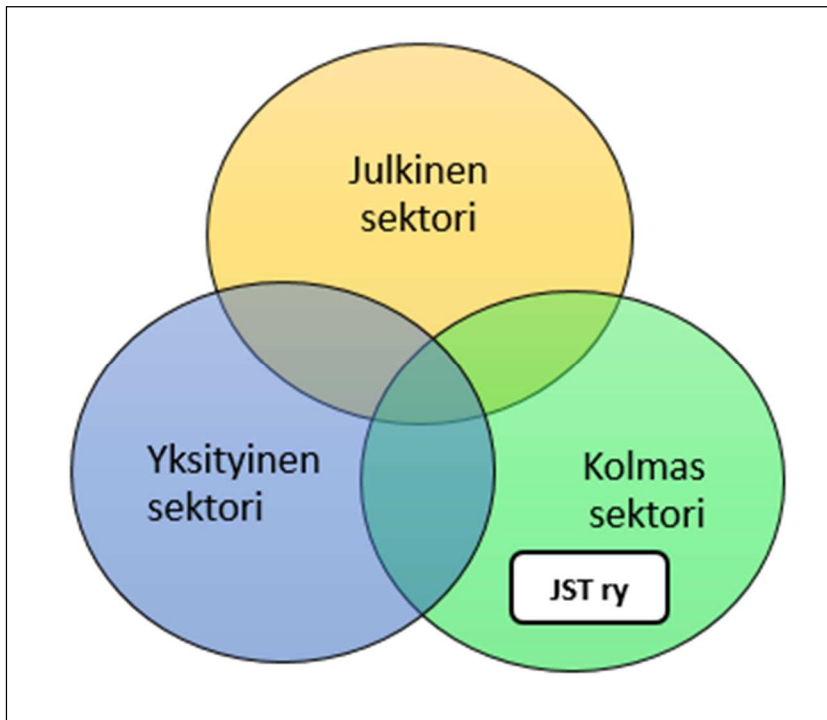 Julkinen
sektori
Yksityinen
sektori
Kolmas
sektori
JST ry